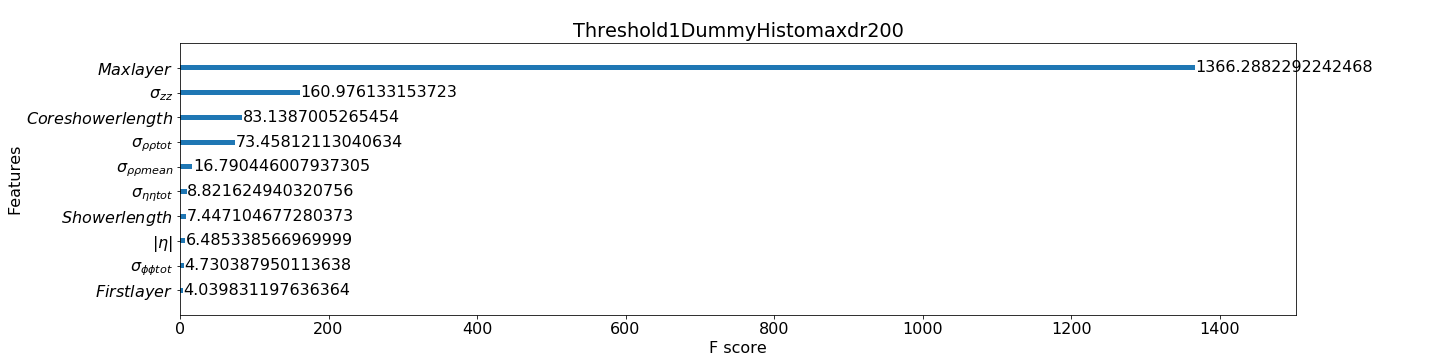 Threshold1DummyHistomaxdr200
Maxlayer 1366.2882292242468
σzz 160.976133153723
Coreshowerlength 83.1387005265454
σρρtot 73.45812113040634
σρρmean 16.790446007937305
σηηtot 8.821624940320756
Showerlength 7.447104677280373
|η| 6.485338566969999
σϕϕtot 4.730387950113638
Firstlayer 4.039831197636364
Features
0 200 400 600 800 1000 1200 1400
F score